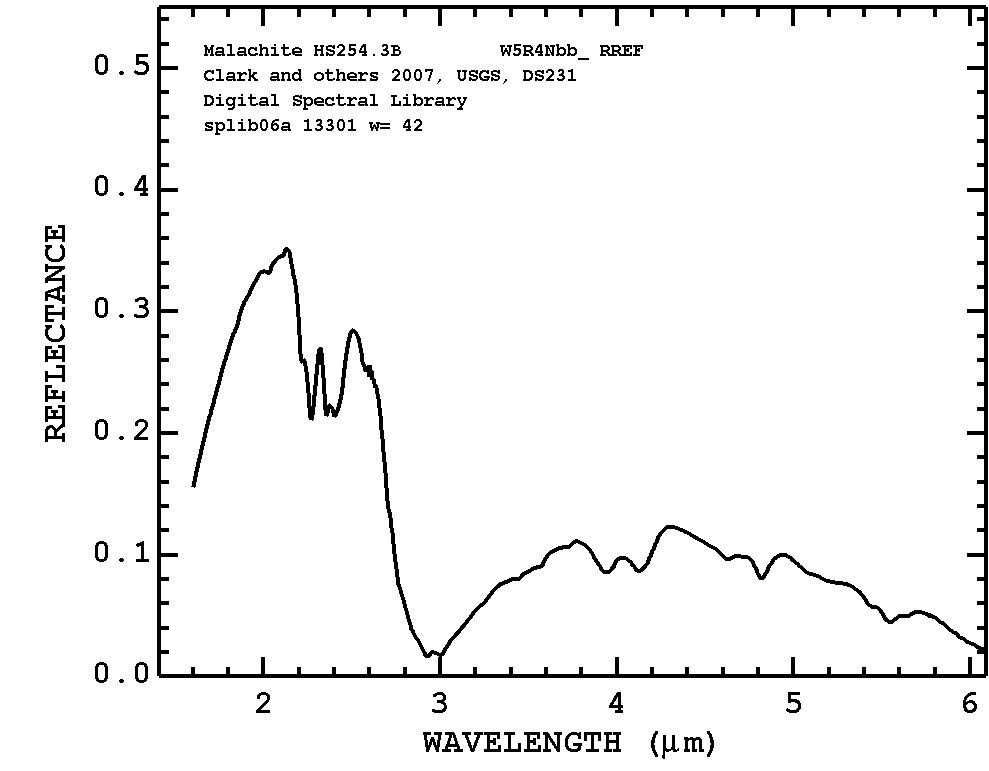 Malachite HS254.3B W5R4Nbb_ RREF
Clark and others 2007, USGS, DS231
Digital Spectral Library
splib06a 13301 w= 42
0.5
0.4
0.3
0.2
0.1
0.0
REFLECTANCE
2 3 4 5 6
WAVELENGTH (μm)